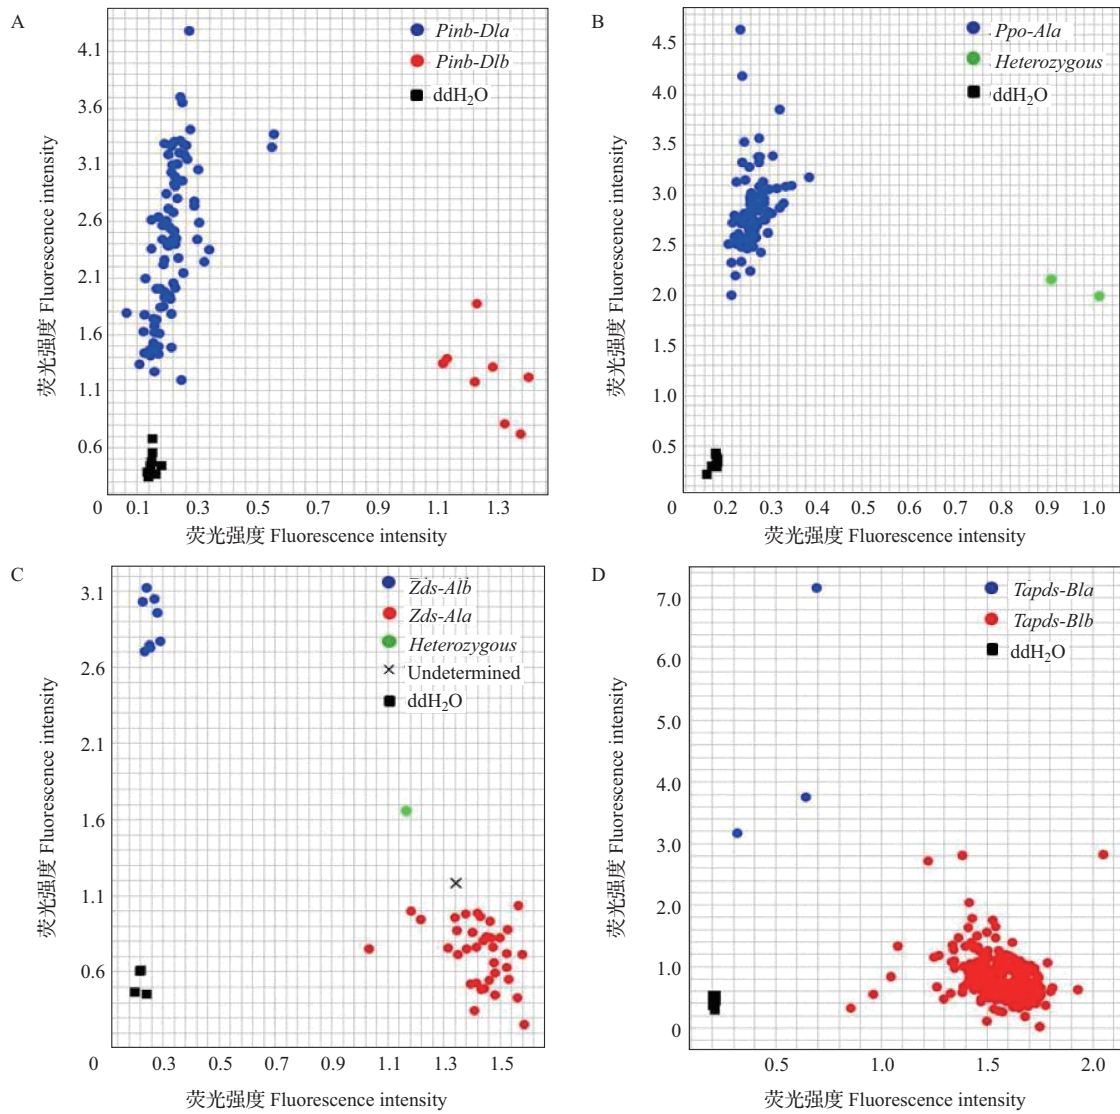 A
Pinb-Dla
Pinb-Dlb
ddH₂O
4.1
3.6
3.1
2.6
2.1
1.6
1.1
0.6
0
0.1 0.3 0.5 0.7 0.9 1.1 1.3
荧光强度 Fluorescence intensity
荧光强度 Fluorescence intensity
B
Ppo-Ala
Heterozygous
ddH₂O
4.5
4.0
3.5
3.0
2.5
2.0
1.5
1.0
0.5
0
0.2 0.3 0.4 0.5 0.6 0.7 0.8 0.9 1.0
荧光强度 Fluorescence intensity
荧光强度 Fluorescence intensity
C
Zds-Alb
Zds-Ala
Heterozygous
Undetermined
ddH₂O
3.1
2.6
2.1
1.6
1.1
0.6
0
0.3 0.5 0.7 0.9 1.1 1.3 1.5
荧光强度 Fluorescence intensity
荧光强度 Fluorescence intensity
D
Tapds-Bla
Tapds-Blb
ddH₂O
7.0
6.0
5.0
4.0
3.0
2.0
1.0
0
0.5 1.0 1.5 2.0
荧光强度 Fluorescence intensity
荧光强度 Fluorescence intensity